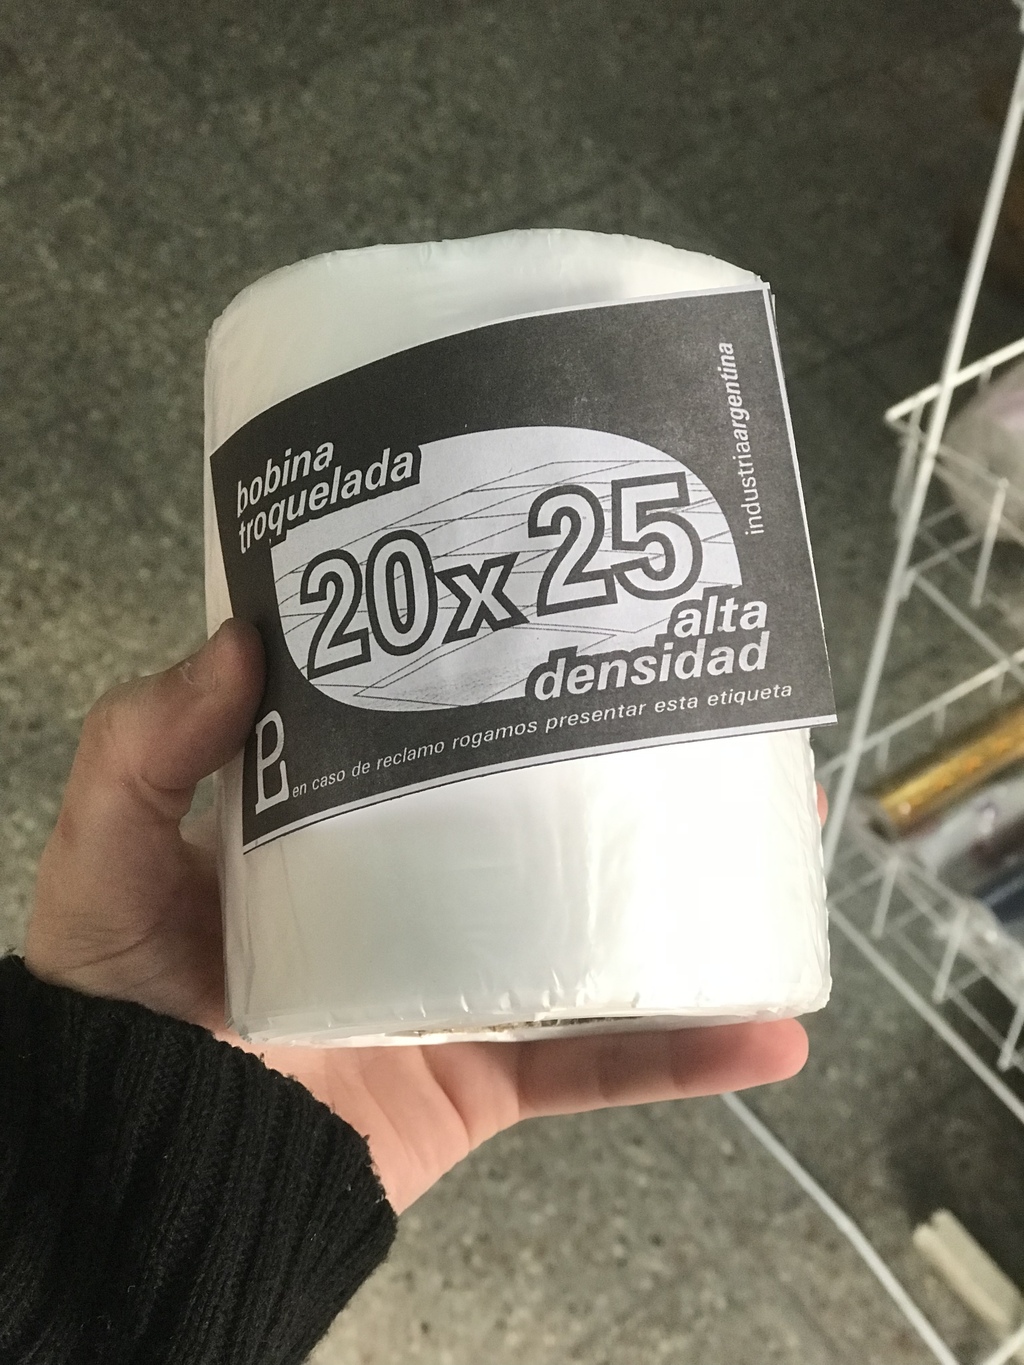 bobina
troquelada
20x25
alta
densidad
industriaargentina
en caso de reclamo rogamos presentar esta etiqueta